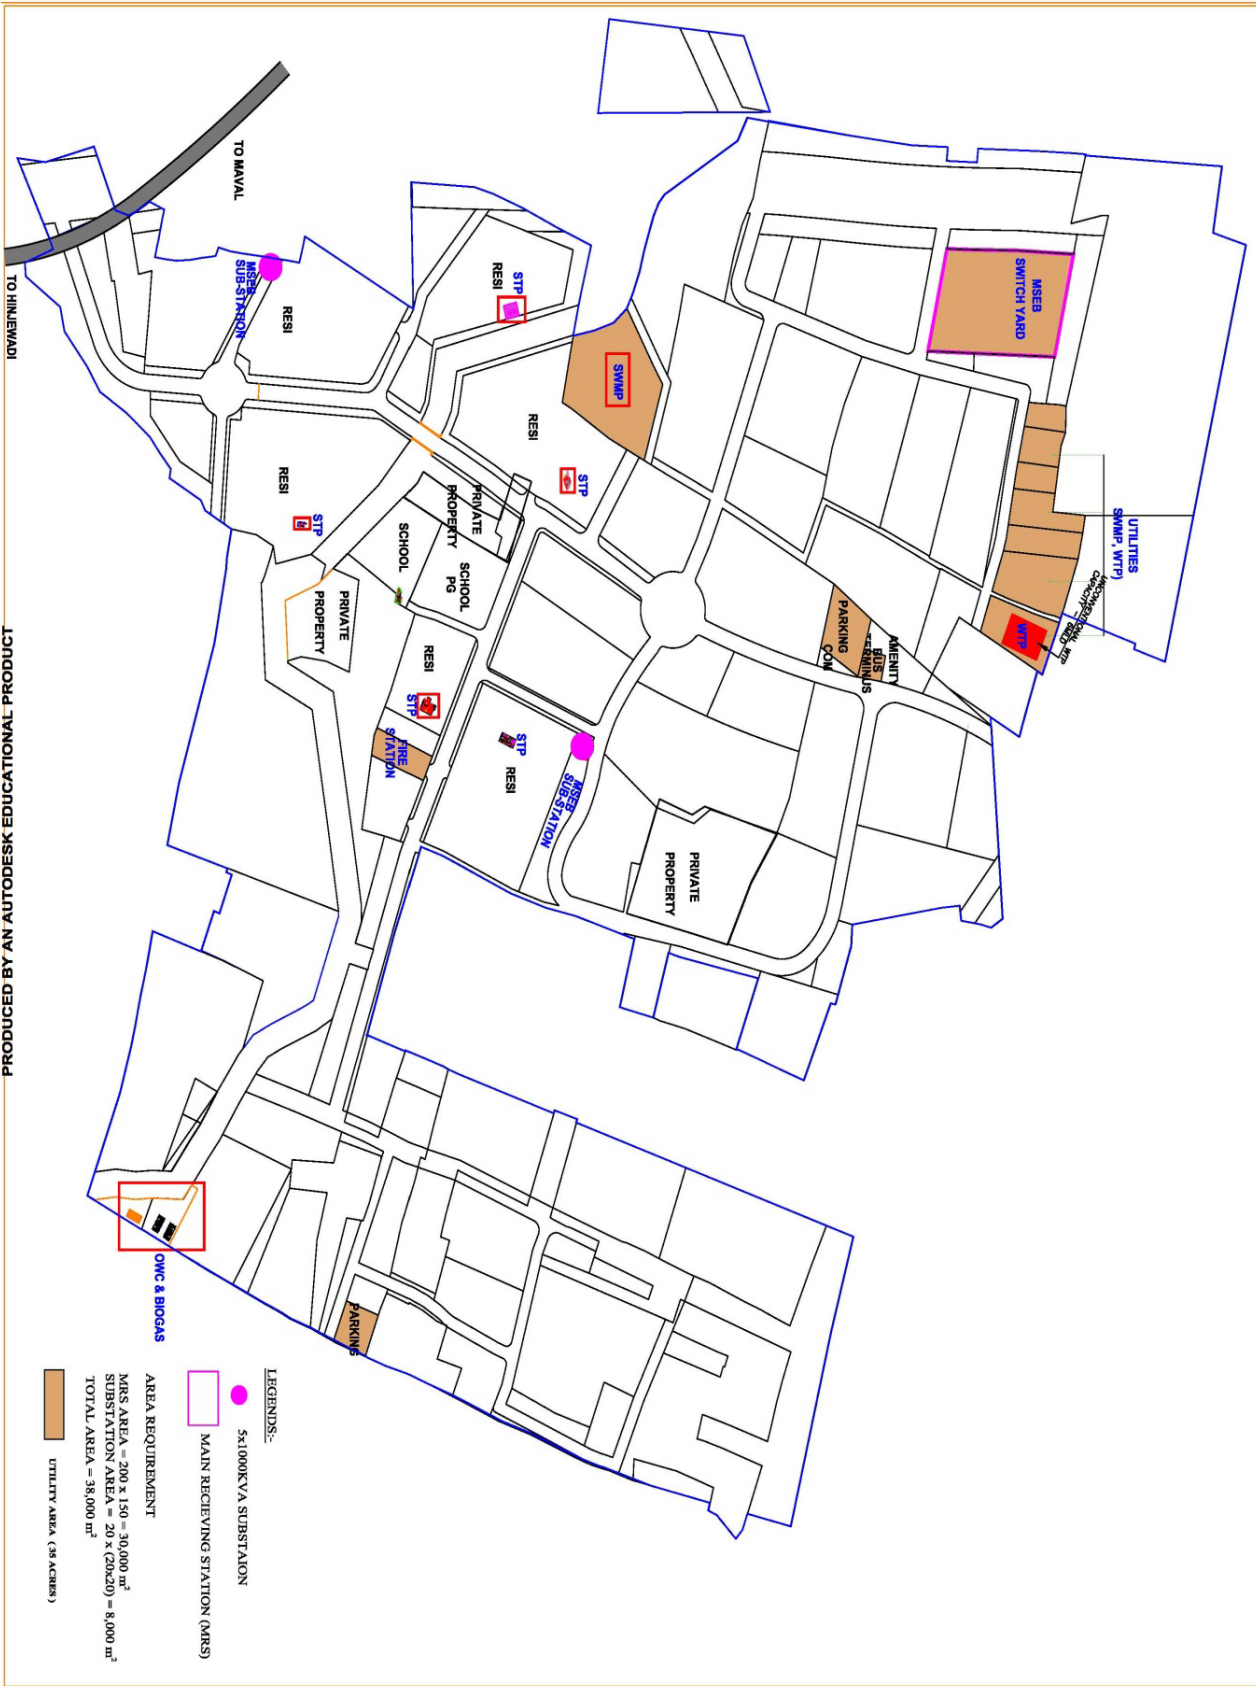 TO MAVAL
TO HINJEWADI
MSEB
SUB-STATION
RESI
STP
RESI
SWMP
RESI
STP
RESI
STP
MSEB
SWITCH YARD
UTILITIES
SWMP, WTP)
UNCONVENTIONAL WTP
WTP
PARKING
COM
AMENITY
BUS
TERMINUS
PRIVATE
PROPERTY
SCHOOL
SCHOOL
PG
PRIVATE
PROPERTY
RESI
STP
FIRE
STATION
STP
RESI
MSEB
SUB-STATION
PRIVATE
PROPERTY
OWC & BIOGAS
PARKING
LEGENDS:-
5x1000KVA SUBSTAION
MAIN RECIEVING STATION (MRS)
AREA REQUIREMENT
MRS AREA = 200 x 150 = 30,000 m²
SUBSTATION AREA = 20 x (20x20) = 8,000 m²
TOTAL AREA = 38,000 m²
UTILITY AREA ( 35 ACRES )
PRODUCED BY AN AUTODESK EDUCATIONAL PRODUCT